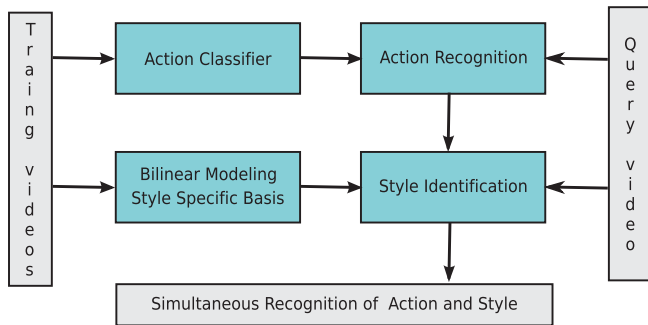 Traing videos
Action Classifier
Action Recognition
Query video
Bilinear Modeling
Style Specific Basis
Style Identification
Simultaneous Recognition of Action and Style